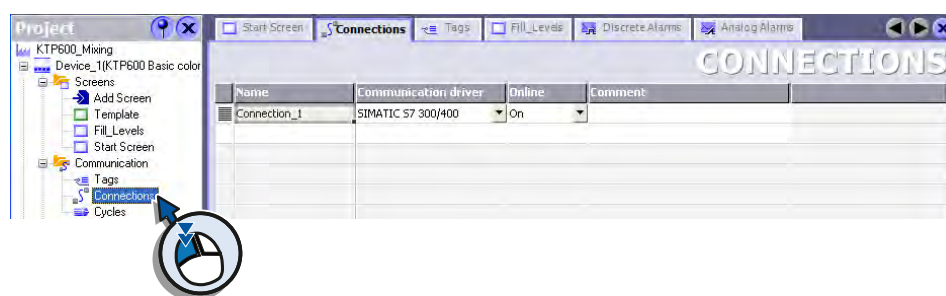 Project
KTP600_Mixing
Device_1(KTP600 Basic color
Screens
Add Screen
Template
Fill_Levels
Start Screen
Communication
Tags
Connections
Cycles
Start Screen Connections Tags Fill_Levels Discrete Alarms Analog Alarms
CONNECTIONS
Name Communication driver Online Comment
Connection_1 SIMATIC S7 300/400 On